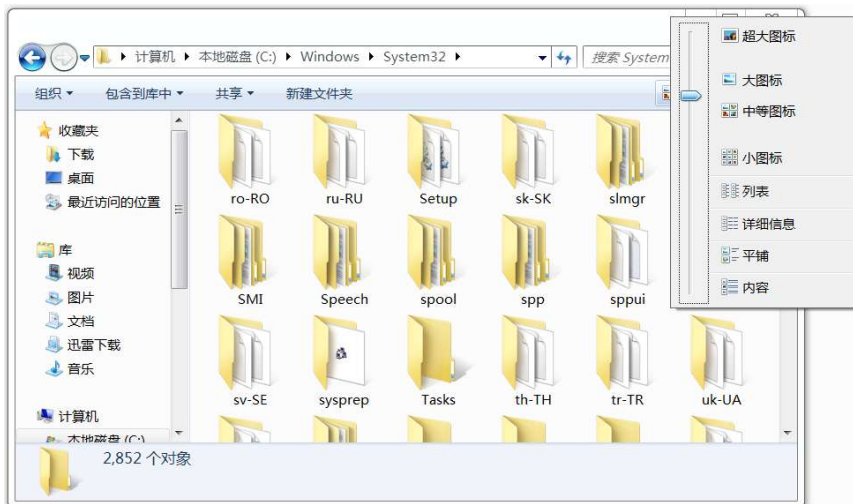 计算机 本地磁盘 (C:) Windows System32
搜索 System
组织 包含到库中 共享 新建文件夹
收藏夹
下载
桌面
最近访问的位置
库
视频
图片
文档
迅雷下载
音乐
计算机
本地磁盘 (C:)
ro-RO ru-RU Setup sk-SK slmgr
SMI Speech spool spp sppui
sv-SE sysprep Tasks th-TH tr-TR uk-UA
2,852 个对象
超大图标
大图标
中等图标
小图标
列表
详细信息
平铺
内容